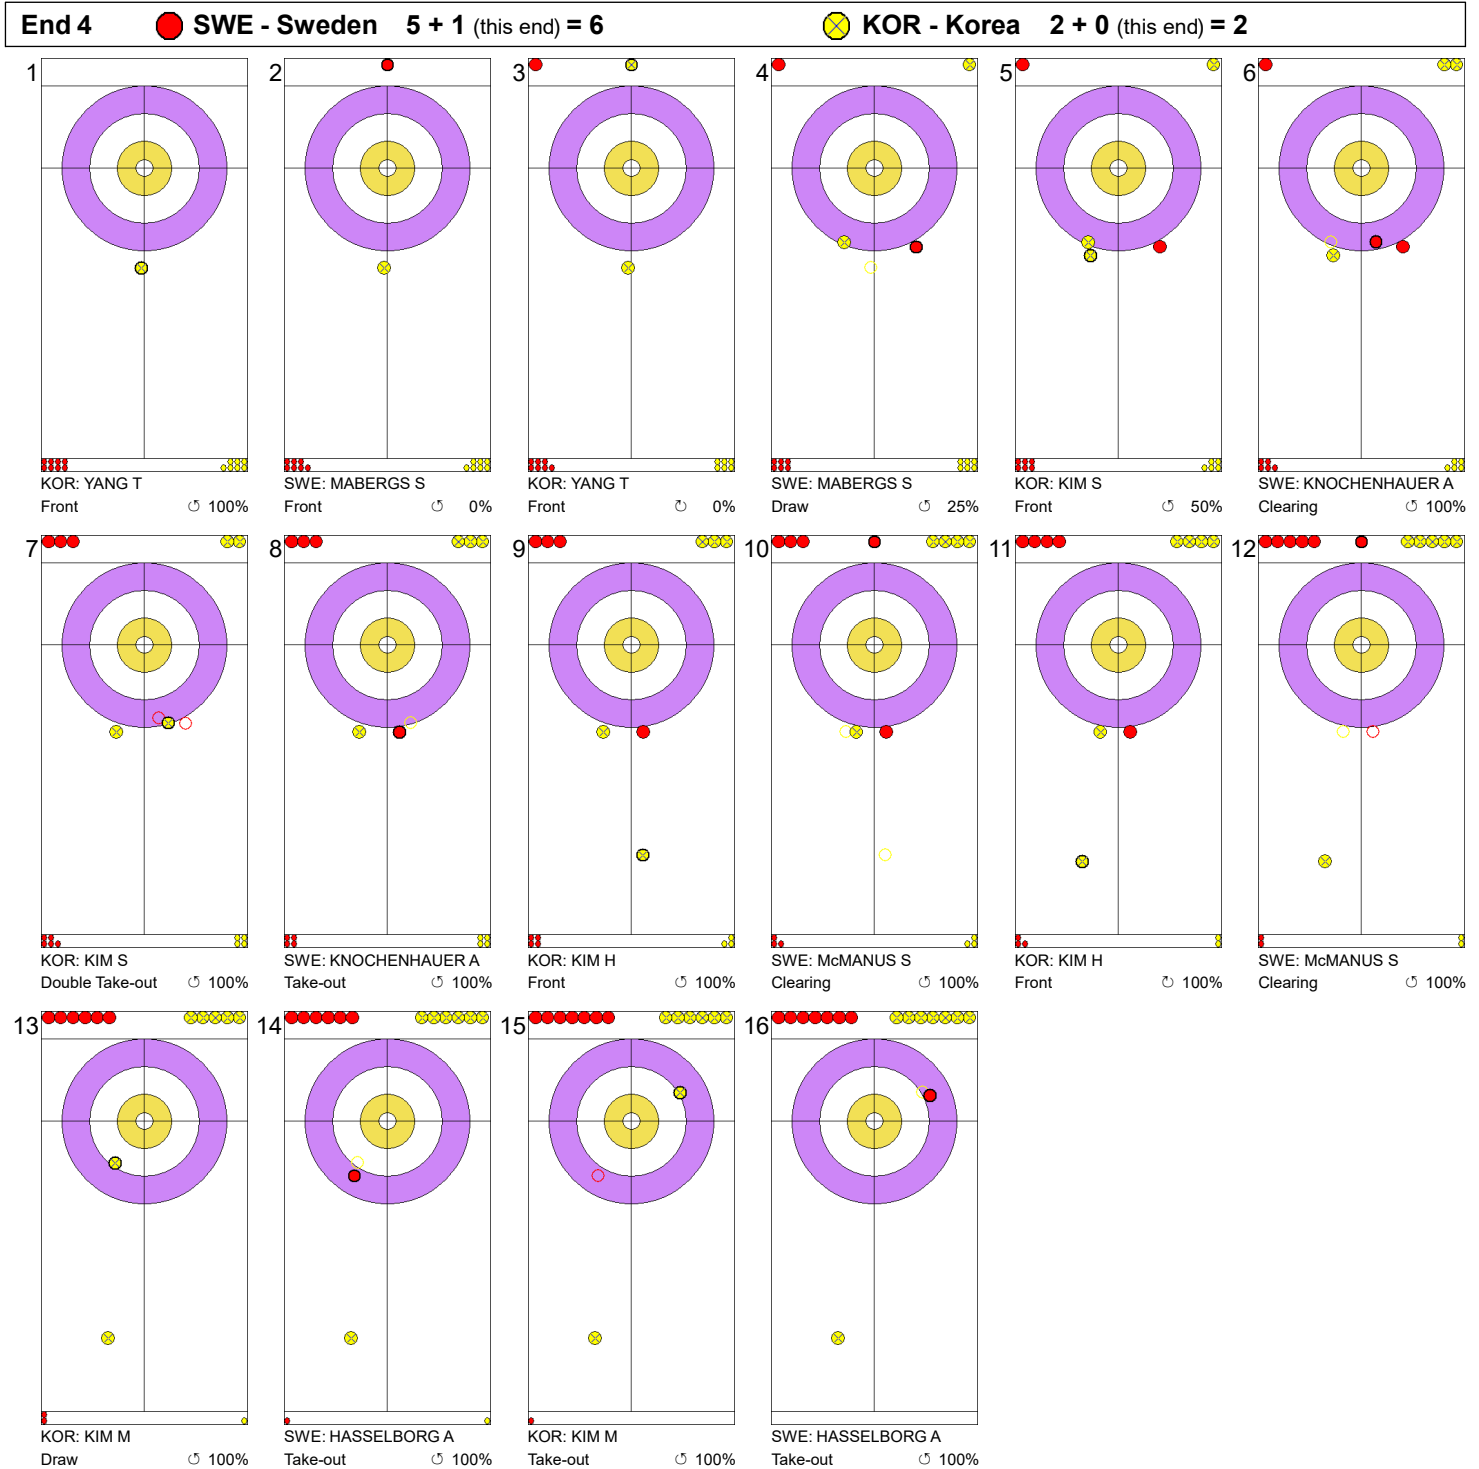 End 4 SWE - Sweden 5 + 1 (this end) = 6 KOR - Korea 2 + 0 (this end) = 2
1 2 3 4 5 6
KOR: YANG T SWE: MABERGS S KOR: YANG T SWE: MABERGS S KOR: KIM S SWE: KNOCHENHAUER A
Front ↺ 100% Front ↺ 0% Front ↻ 0% Draw ↺ 25% Front ↺ 50% Clearing ↺ 100%
7 8 9 10 11 12
KOR: KIM S SWE: KNOCHENHAUER A KOR: KIM H SWE: McMANUS S KOR: KIM H SWE: McMANUS S
Double Take-out ↺ 100% Take-out ↺ 100% Front ↺ 100% Clearing ↺ 100% Front ↻ 100% Clearing ↺ 100%
13 14 15 16
KOR: KIM M SWE: HASSELBORG A KOR: KIM M SWE: HASSELBORG A
Draw ↺ 100% Take-out ↺ 100% Take-out ↺ 100% Take-out ↺ 100%